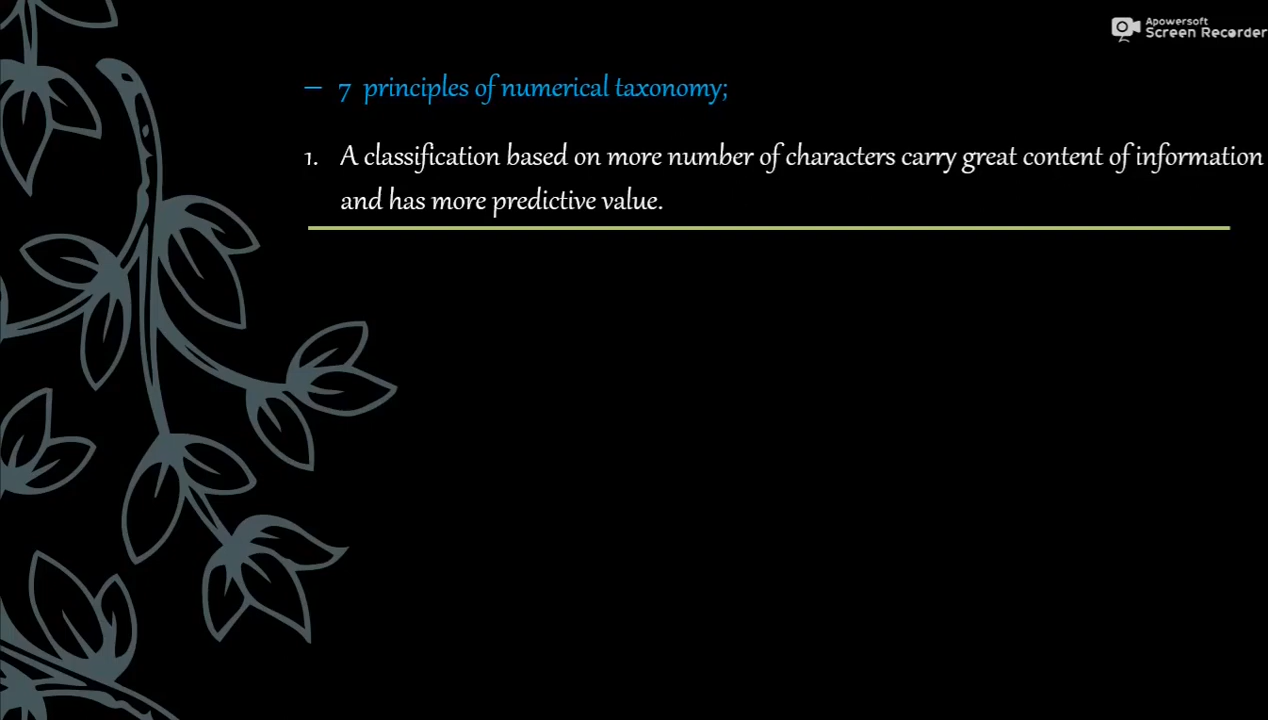 Apowersoft
Screen Recorder
– 7 principles of numerical taxonomy;
1. A classification based on more number of characters carry great content of information
and has more predictive value.